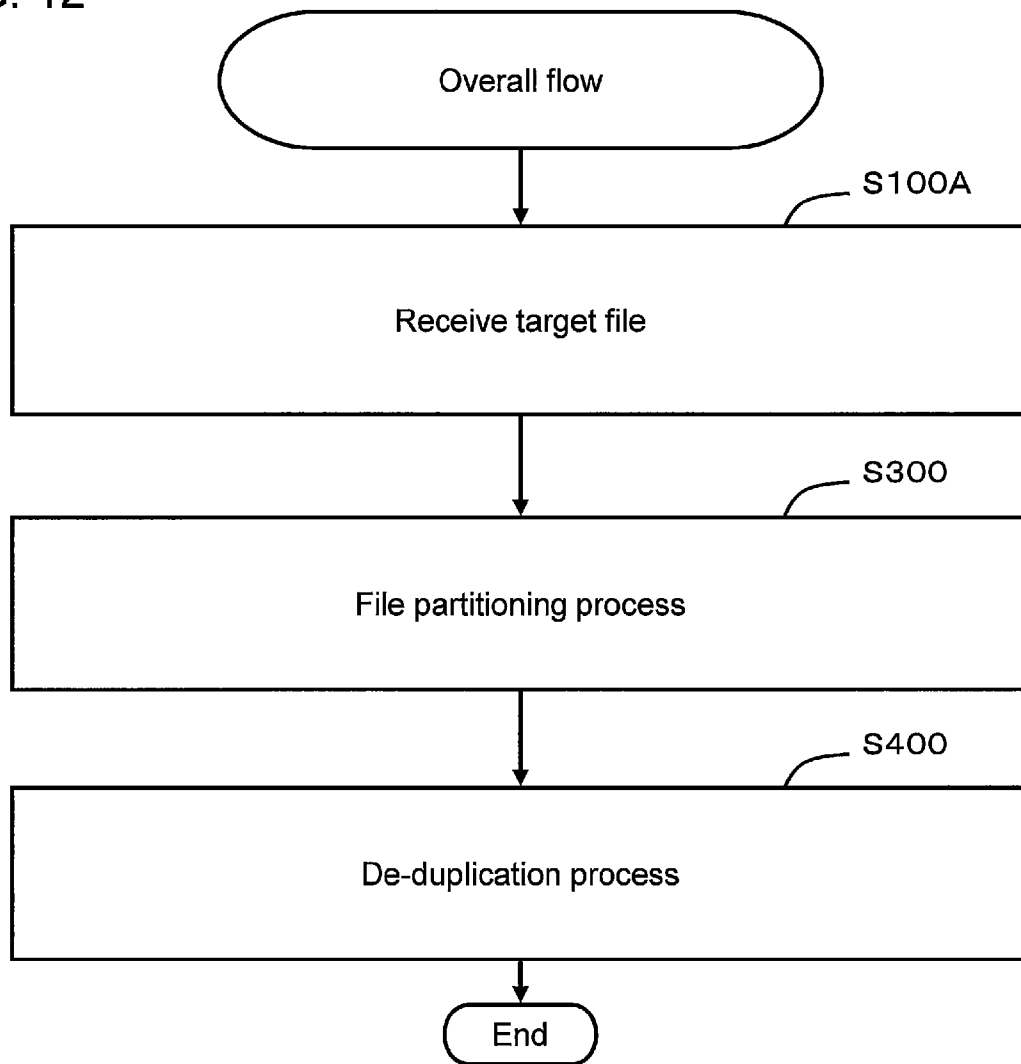 Overall flow
S100A
Receive target file
S300
File partitioning process
S400
De-duplication process
End